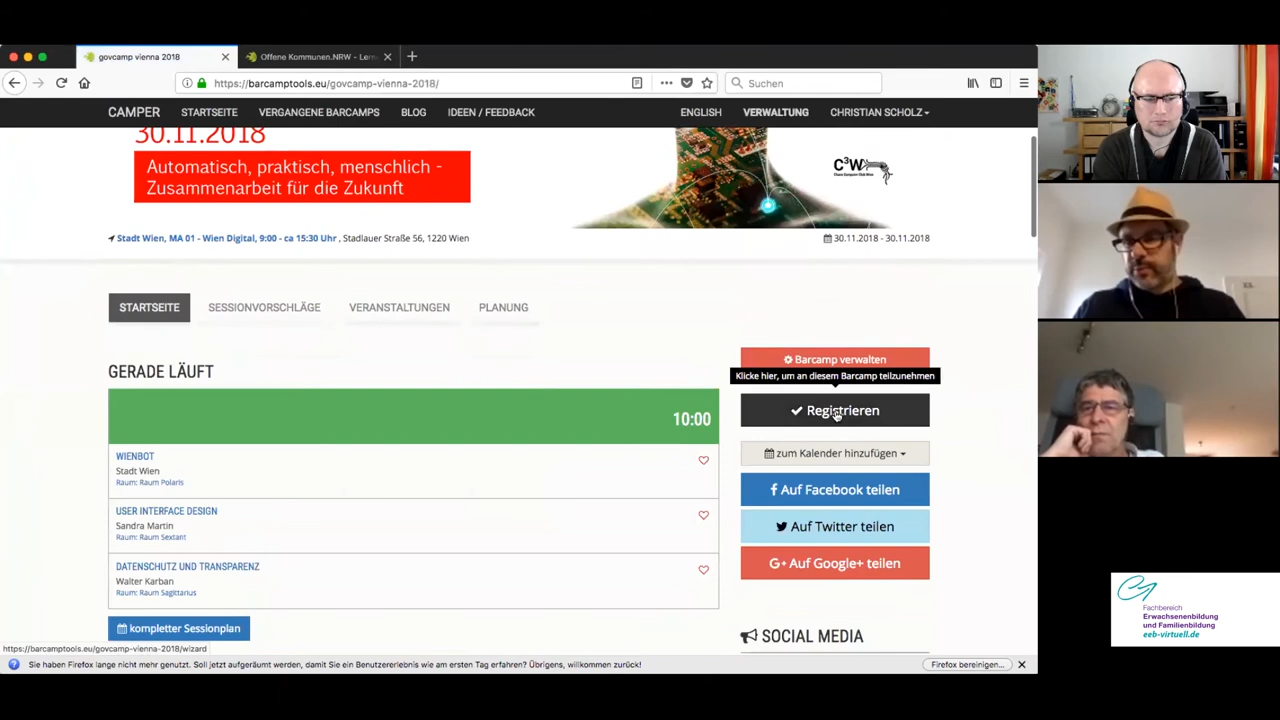 govcamp vienna 2018
Offene Kommunen.NRW - Lern
https://barcamptools.eu/govcamp-vienna-2018/
Suchen
CAMPER
STARTSEITE
VERGANGENE BARCAMPS
BLOG
IDEEN / FEEDBACK
ENGLISH
VERWALTUNG
CHRISTIAN SCHOLZ
30.11.2018
Automatisch, praktisch, menschlich -
Zusammenarbeit für die Zukunft
C3W
Stadt Wien, MA 01 - Wien Digital, 9:00 - ca 15:30 Uhr , Stadlauer Straße 56, 1220 Wien
30.11.2018 - 30.11.2018
STARTSEITE
SESSIONVORSCHLÄGE
VERANSTALTUNGEN
PLANUNG
GERADE LÄUFT
10:00
WIENBOT
Stadt Wien
Raum: Raum Polaris
USER INTERFACE DESIGN
Sandra Martin
Raum: Raum Sextant
DATENSCHUTZ UND TRANSPARENZ
Walter Karban
Raum: Raum Sagittarius
kompletter Sessionplan
Barcamp verwalten
Klicke hier, um an diesem Barcamp teilzunehmen
Registrieren
zum Kalender hinzufügen
Auf Facebook teilen
Auf Twitter teilen
G+ Auf Google+ teilen
SOCIAL MEDIA
https://barcamptools.eu/govcamp-vienna-2018/wizard
Sie haben Firefox lange nicht mehr genutzt. Soll jetzt aufgeräumt werden, damit Sie ein Benutzererlebnis wie am ersten Tag erfahren? Übrigens, willkommen zurück!
Firefox bereinigen...
Fachbereich
Erwachsenenbildung
und Familienbildung
eeb-virtuell.de